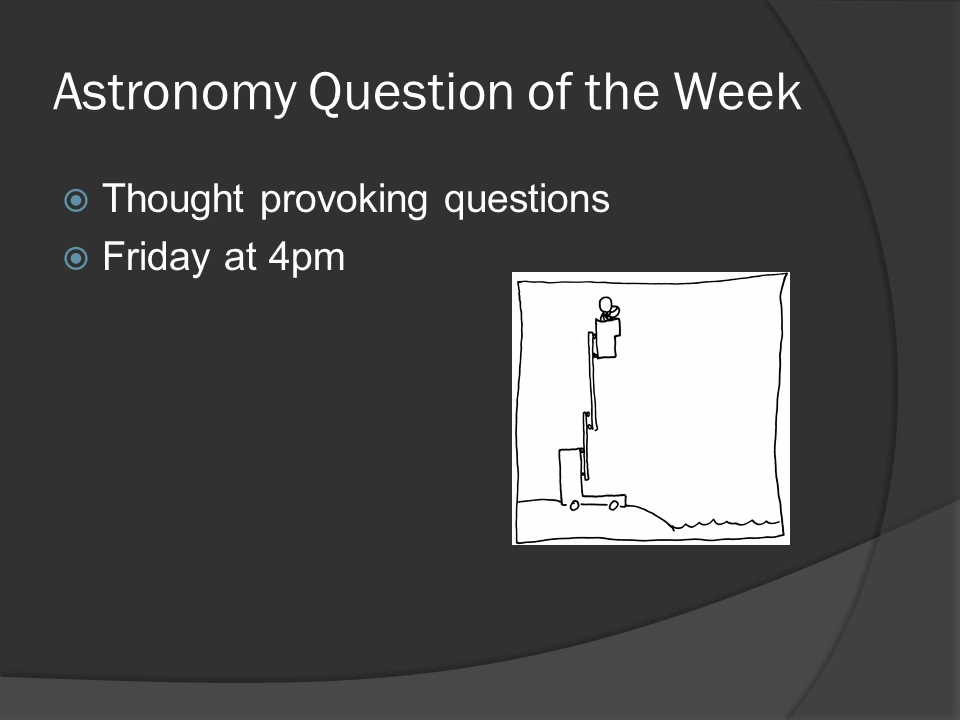 Astronomy Question of the Week
Thought provoking questions
Friday at 4pm